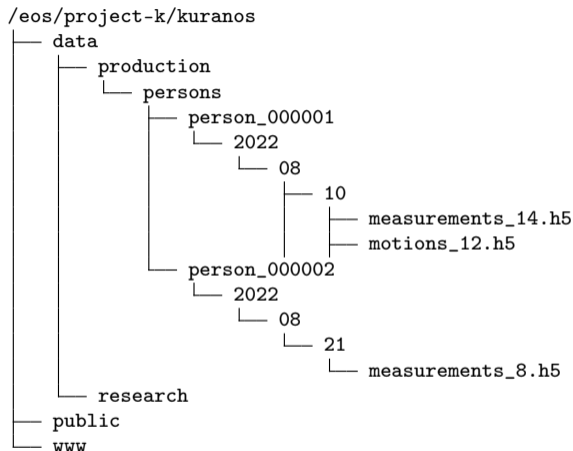 /eos/project-k/kuranos
data
production
persons
person_000001
2022
08
10
measurements_14.h5
motions_12.h5
person_000002
2022
08
21
measurements_8.h5
research
public
www